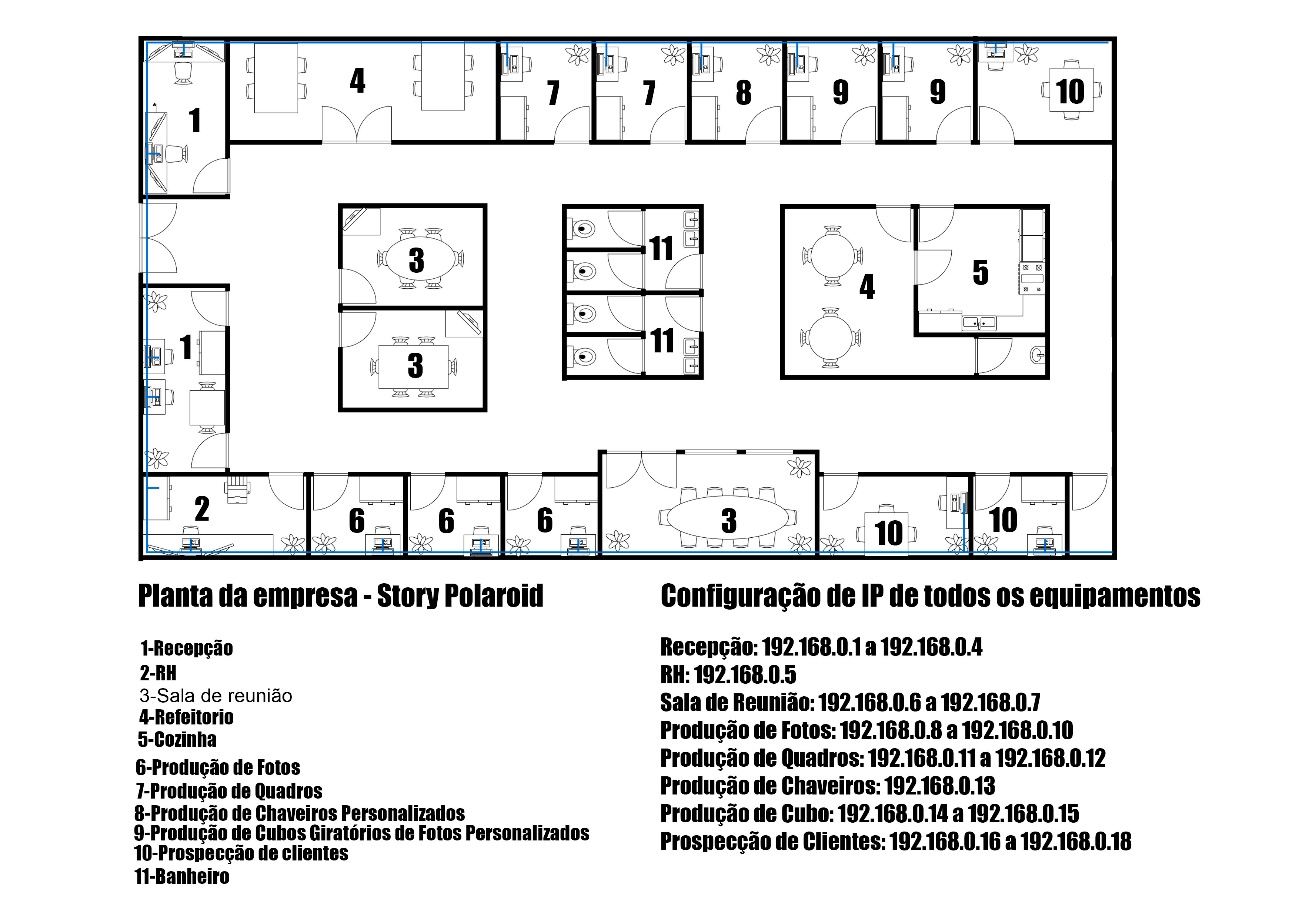 1
4
7
7
8
9
9
10
3
11
4
5
3
11
1
2
6
6
6
3
10
10
Planta da empresa - Story Polaroid
1-Recepção
2-RH
3-Sala de reunião
4-Refeitorio
5-Cozinha
6-Produção de Fotos
7-Produção de Quadros
8-Produção de Chaveiros Personalizados
9-Produção de Cubos Giratórios de Fotos Personalizados
10-Prospecção de clientes
11-Banheiro
Configuração de IP de todos os equipamentos
Recepção: 192.168.0.1 a 192.168.0.4
RH: 192.168.0.5
Sala de Reunião: 192.168.0.6 a 192.168.0.7
Produção de Fotos: 192.168.0.8 a 192.168.0.10
Produção de Quadros: 192.168.0.11 a 192.168.0.12
Produção de Chaveiros: 192.168.0.13
Produção de Cubo: 192.168.0.14 a 192.168.0.15
Prospecção de Clientes: 192.168.0.16 a 192.168.0.18